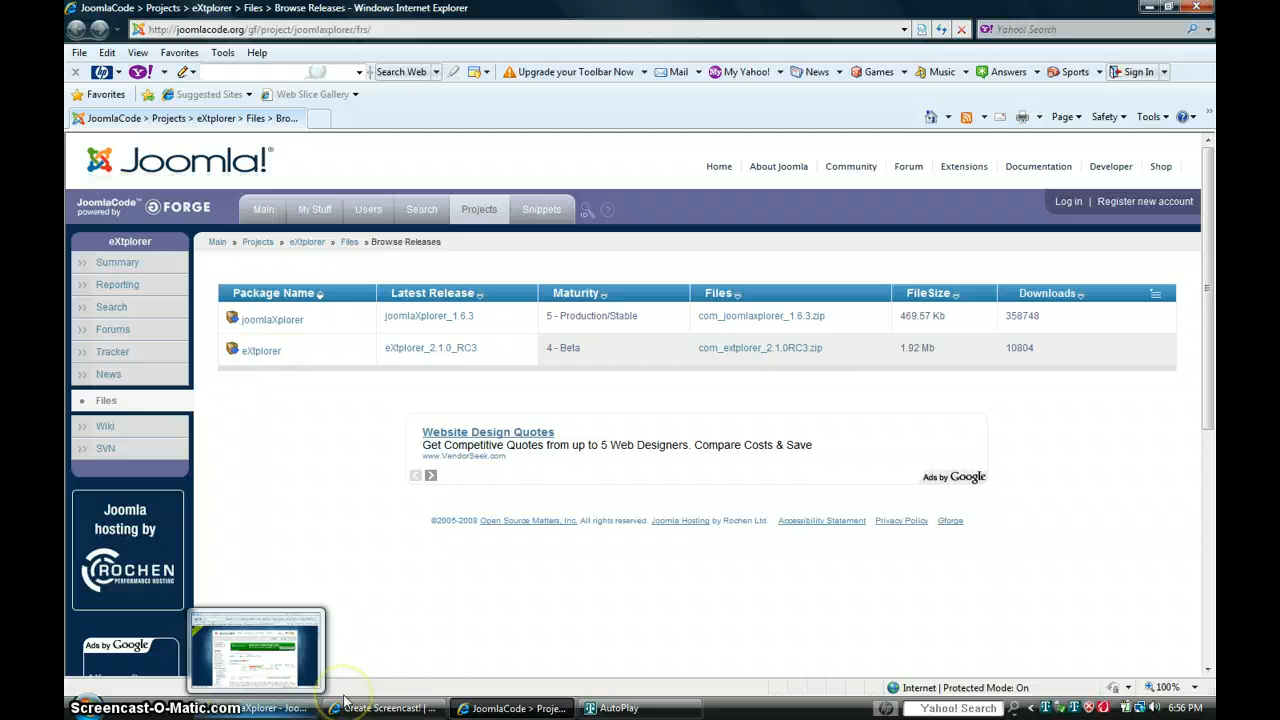 JoomlaCode > Projects > eXtplorer > Files > Browse Releases - Windows Internet Explorer
http://joomlacode.org/gf/project/joomlaxplorer/frs/
Yahoo! Search
File Edit View Favorites Tools Help
Search Web Upgrade your Toolbar Now Mail My Yahoo! News Games Music Answers Sports Sign In
Favorites Suggested Sites Web Slice Gallery
JoomlaCode > Projects > eXtplorer > Files > Bro...
Page Safety Tools
Joomla!®
Home About Joomla Community Forum Extensions Documentation Developer Shop
JoomlaCode™ powered by GFORGE
Main My Stuff Users Search Projects Snippets
Log in | Register new account
eXtplorer
Main » Projects » eXtplorer » Files » Browse Releases
Summary
Reporting
Search
Forums
Tracker
News
Files
Wiki
SVN
Package Name Latest Release Maturity Files FileSize Downloads
joomlaXplorer joomlaXplorer_1.6.3 5 - Production/Stable com_joomlaxplorer_1.6.3.zip 469.57 Kb 358748
eXtplorer eXtplorer_2.1.0_RC3 4 - Beta com_extplorer_2.1.0RC3.zip 1.92 Mb 10804
Website Design Quotes
Get Competitive Quotes from up to 5 Web Designers. Compare Costs & Save
www.VendorSeek.com
Ads by Google
©2005-2008 Open Source Matters, Inc. All rights reserved. Joomla Hosting by Rochen Ltd. Accessibility Statement Privacy Policy Gforge
Joomla
hosting by
ROCHEN
PERFORMANCE HOSTING
Ads by Google
Internet | Protected Mode: On
100%
Screencast-O-Matic.com
aXplorer - Joo...
Create Screencast! | ...
JoomlaCode > Proje...
AutoPlay
Yahoo! Search
6:56 PM